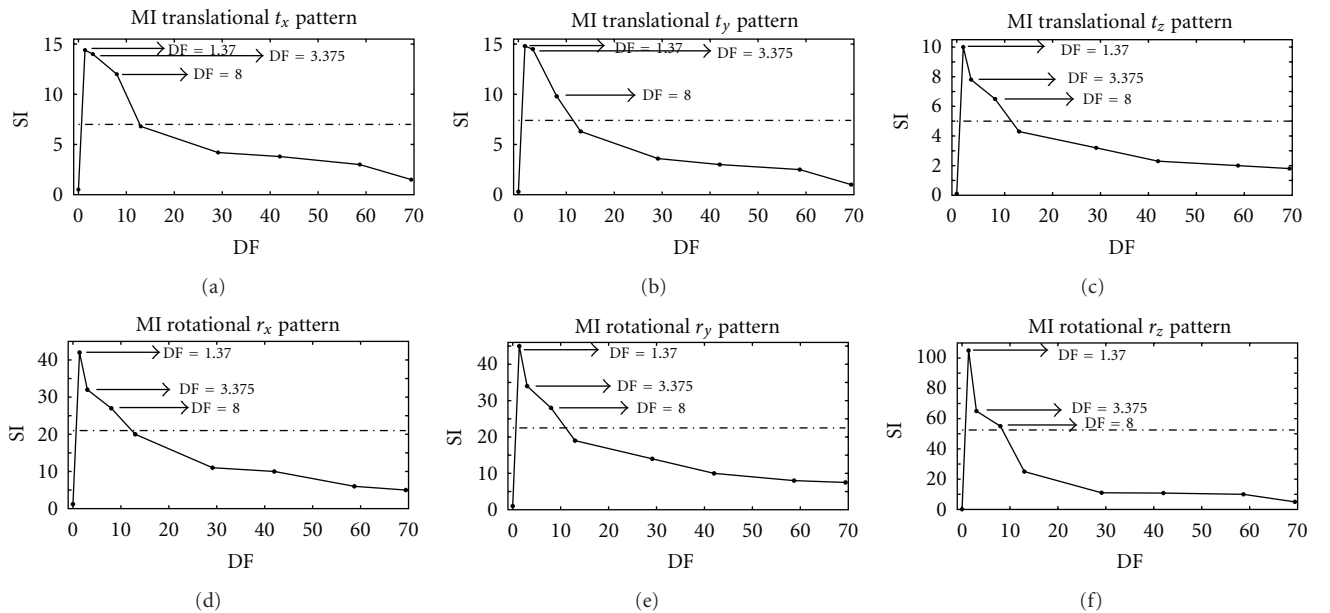 MI translational tx pattern
15
10
5
0
SI
DF = 1.37
DF = 3.375
DF = 8
0 10 20 30 40 50 60 70
DF
(a)
MI translational ty pattern
15
10
5
0
SI
DF = 1.37
DF = 3.375
DF = 8
0 10 20 30 40 50 60 70
DF
(b)
MI translational tz pattern
10
8
6
4
2
0
SI
DF = 1.37
DF = 3.375
DF = 8
0 10 20 30 40 50 60 70
DF
(c)
MI rotational rx pattern
40
30
20
10
0
SI
DF = 1.37
DF = 3.375
DF = 8
0 10 20 30 40 50 60 70
DF
(d)
MI rotational ry pattern
40
30
20
10
0
SI
DF = 1.37
DF = 3.375
DF = 8
0 10 20 30 40 50 60 70
DF
(e)
MI rotational rz pattern
100
80
60
40
20
0
SI
DF = 1.37
DF = 3.375
DF = 8
0 10 20 30 40 50 60 70
DF
(f)